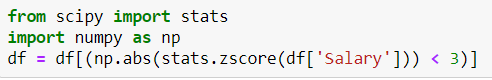 from scipy import stats
import numpy as np
df = df[(np.abs(stats.zscore(df['Salary'])) < 3)]